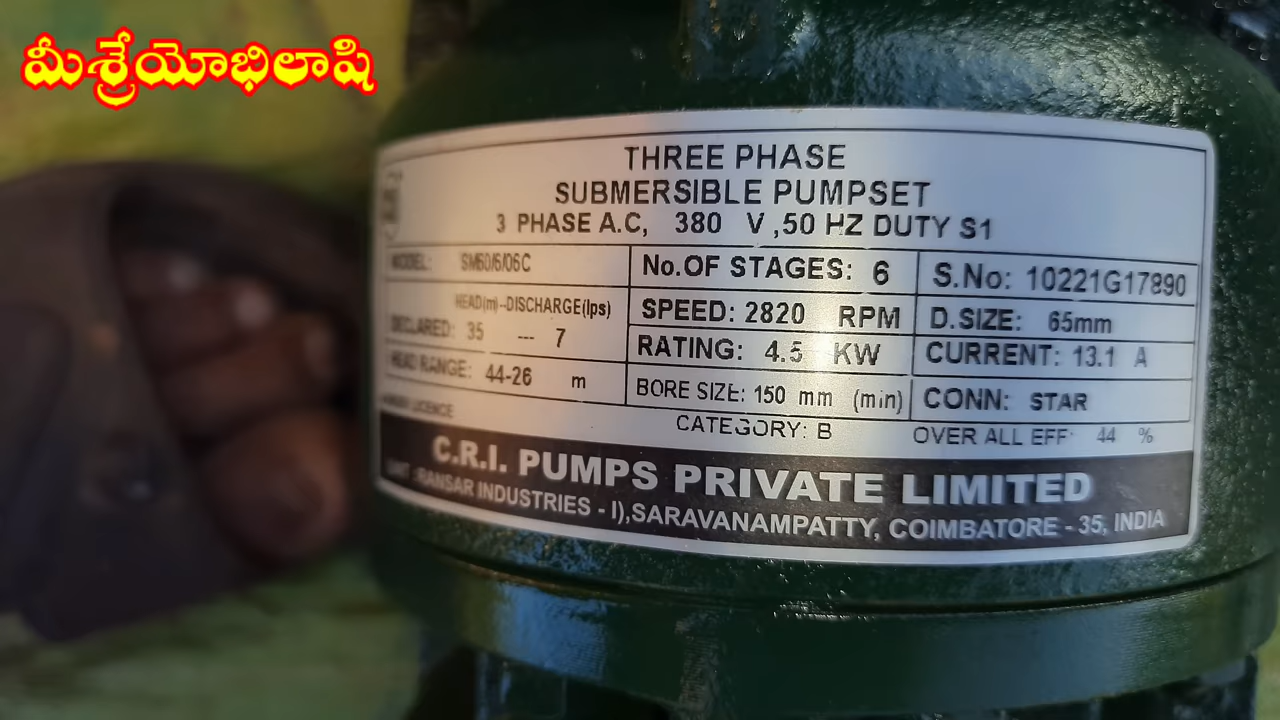 మీశ్రేయోభిలాషి
THREE PHASE
SUBMERSIBLE PUMPSET
3 PHASE A.C, 380 V ,50 HZ DUTY S1
MODEL: SM60/6/06C
No.OF STAGES: 6
S.No: 10221G17890
HEAD(m)--DISCHARGE(lps)
DECLARED: 35 --- 7
SPEED: 2820 RPM
D.SIZE: 65mm
HEAD RANGE: 44-26 m
RATING: 4.5 KW
CURRENT: 13.1 A
BORE SIZE: 150 mm (min)
CONN: STAR
LICENCE
CATEGORY: B
OVER ALL EFF: 44 %
C.R.I. PUMPS PRIVATE LIMITED
RANSAR INDUSTRIES - I),SARAVANAMPATTY, COIMBATORE - 35, INDIA